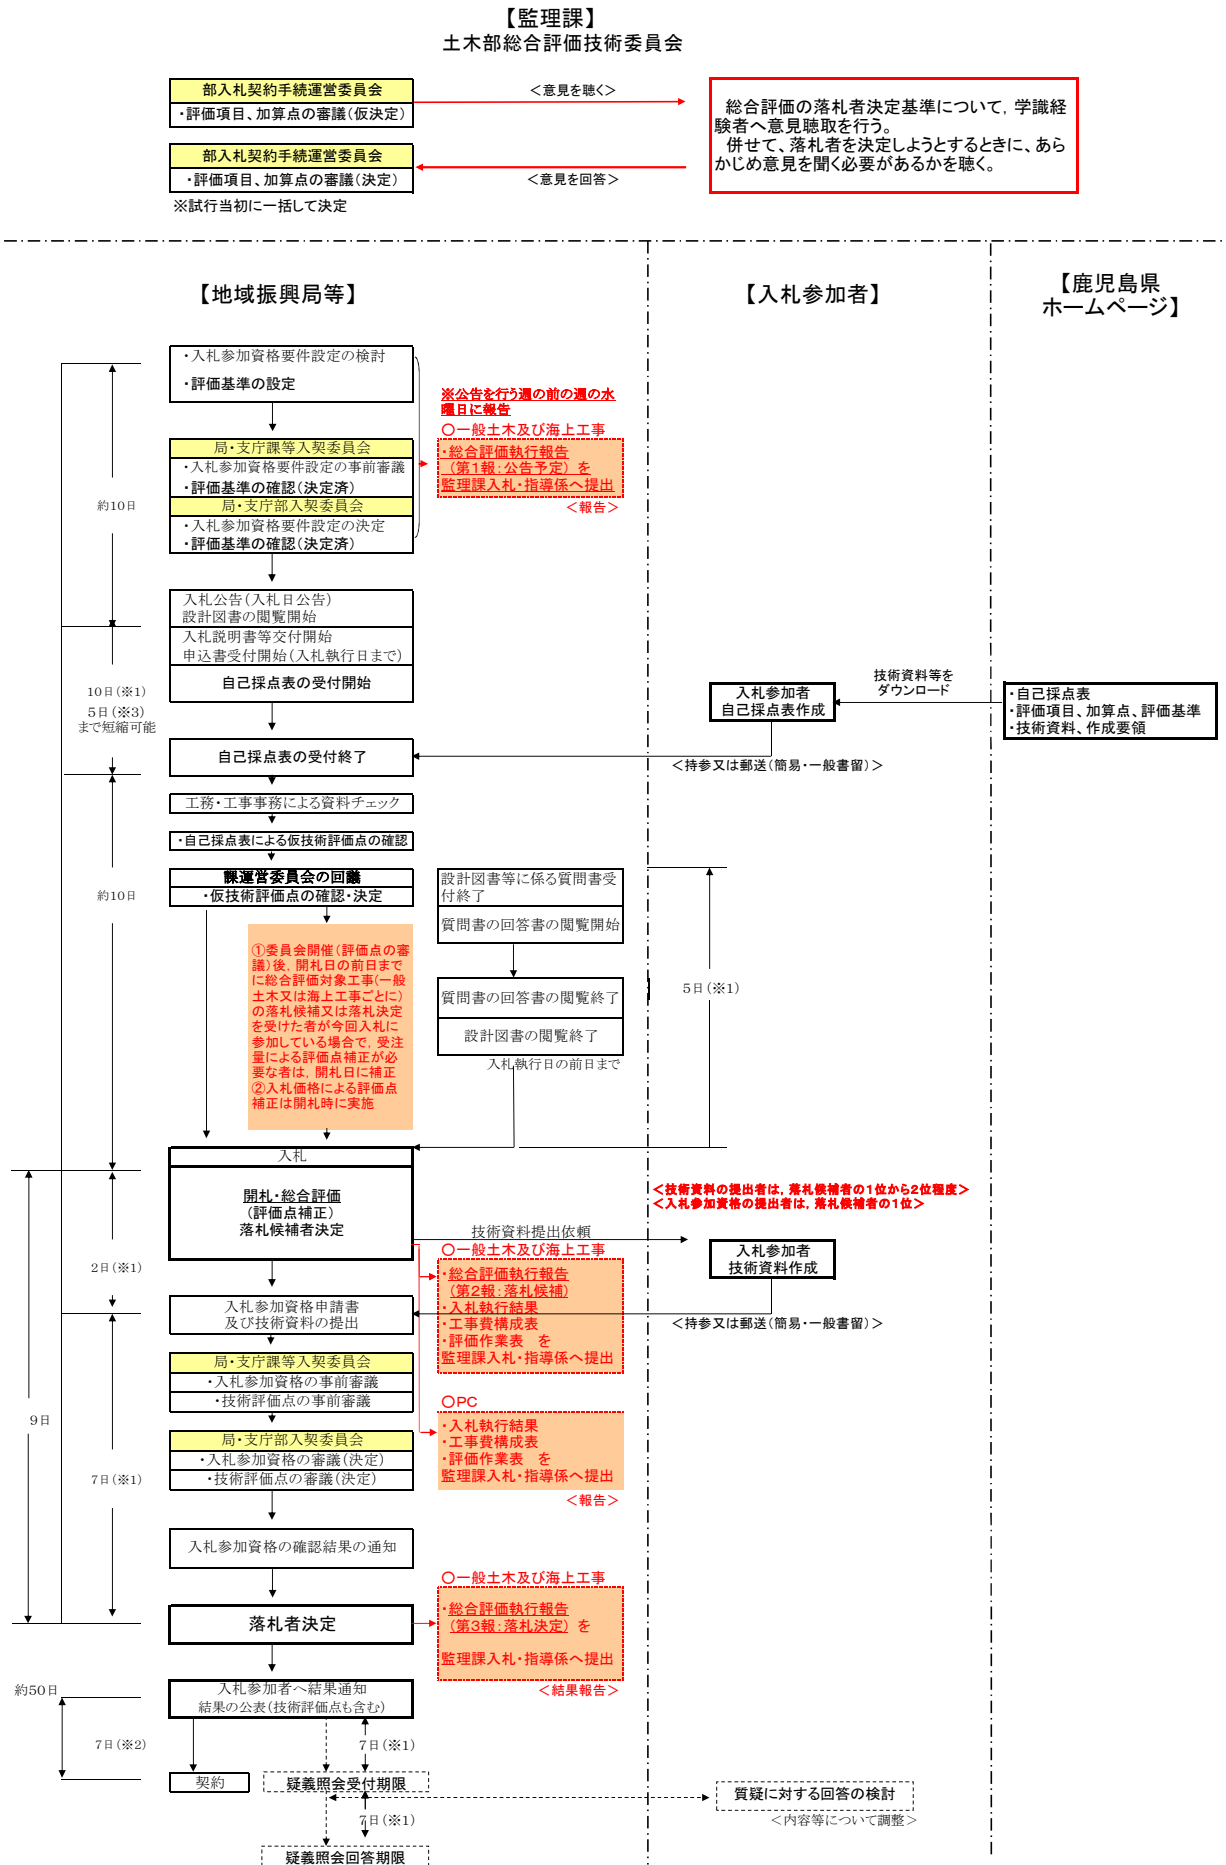 【監理課】
土木部総合評価技術委員会
部入札契約手続運営委員会
・評価項目、加算点の審議(仮決定)
＜意見を聴く＞
部入札契約手続運営委員会
・評価項目、加算点の審議(決定)
＜意見を回答＞
※試行当初に一括して決定
総合評価の落札者決定基準について，学識経
験者へ意見聴取を行う。
併せて、落札者を決定しようとするときに、あら
かじめ意見を聞く必要があるかを聴く。
【地域振興局等】
【入札参加者】
【鹿児島県
ホームページ】
・入札参加資格要件設定の検討
・評価基準の設定
局・支庁課等入契委員会
・入札参加資格要件設定の事前審議
・評価基準の確認(決定済)
局・支庁部入契委員会
・入札参加資格要件設定の決定
・評価基準の確認(決定済)
約10日
※公告を行う週の前の週の水
曜日に報告
○一般土木及び海上工事
・総合評価執行報告
(第1報：公告予定) を
監理課入札・指導係へ提出
＜報告＞
入札公告(入札日公告)
設計図書の閲覧開始
入札説明書等交付開始
申込書受付開始(入札執行日まで)
自己採点表の受付開始
10日(※1)
5日(※3)
まで短縮可能
技術資料等を
ダウンロード
入札参加者
自己採点表作成
・自己採点表
・評価項目、加算点、評価基準
・技術資料、作成要領
自己採点表の受付終了
＜持参又は郵送(簡易・一般書留)＞
工務・工事事務による資料チェック
・自己採点表による仮技術評価点の確認
課運営委員会の回議
・仮技術評価点の確認・決定
約10日
設計図書等に係る質問書受
付終了
質問書の回答書の閲覧開始
質問書の回答書の閲覧終了
設計図書の閲覧終了
入札執行日の前日まで
5日(※1)
①委員会開催(評価点の審
議)後，開札日の前日まで
に総合評価対象工事(一般
土木又は海上工事ごとに)
の落札候補又は落札決定
を受けた者が今回入札に
参加している場合で，受注
量による評価点補正が必
要な者は，開札日に補正
②入札価格による評価点
補正は開札時に実施
入札
開札・総合評価
(評価点補正)
落札候補者決定
＜技術資料の提出者は，落札候補者の1位から2位程度＞
＜入札参加資格の提出者は，落札候補者の1位＞
技術資料提出依頼
入札参加者
技術資料作成
2日(※1)
○一般土木及び海上工事
・総合評価執行報告
(第2報：落札候補)
・入札執行結果
・工事費構成表
・評価作業表 を
監理課入札・指導係へ提出
入札参加資格申請書
及び技術資料の提出
＜持参又は郵送(簡易・一般書留)＞
局・支庁課等入契委員会
・入札参加資格の事前審議
・技術評価点の事前審議
○PC
・入札執行結果
・工事費構成表
・評価作業表 を
監理課入札・指導係へ提出
＜報告＞
局・支庁部入契委員会
・入札参加資格の審議(決定)
・技術評価点の審議(決定)
9日
7日(※1)
入札参加資格の確認結果の通知
落札者決定
○一般土木及び海上工事
・総合評価執行報告
(第3報：落札決定) を
監理課入札・指導係へ提出
＜結果報告＞
入札参加者へ結果通知
結果の公表(技術評価点も含む)
約50日
7日(※2)
7日(※1)
契約
疑義照会受付期限
7日(※1)
疑義照会回答期限
質疑に対する回答の検討
＜内容等について調整＞